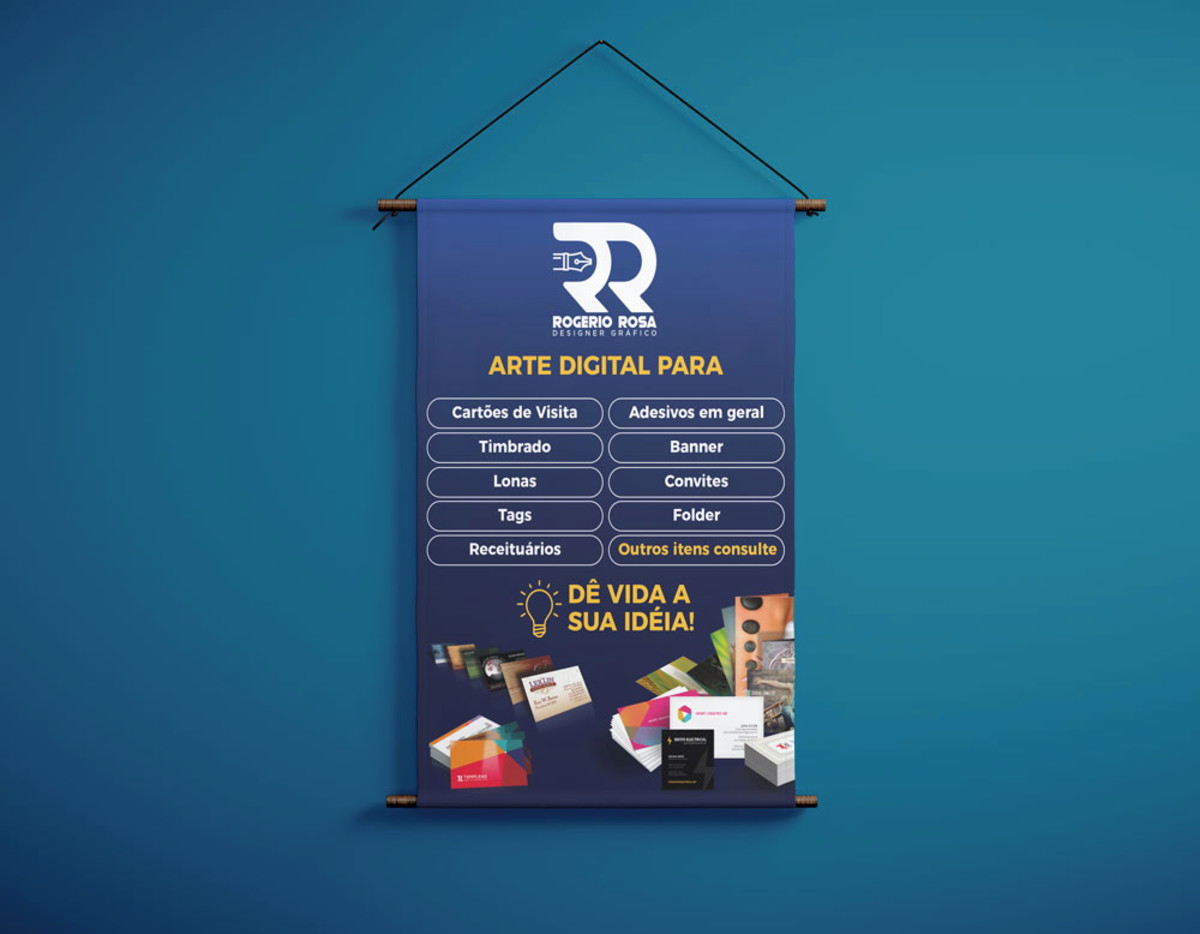 RR
ROGERIO ROSA
DESIGNER GRÁFICO
ARTE DIGITAL PARA
Cartões de Visita
Adesivos em geral
Timbrado
Banner
Lonas
Convites
Tags
Folder
Receituários
Outros itens consulte
DÊ VIDA A
SUA IDÉIA!